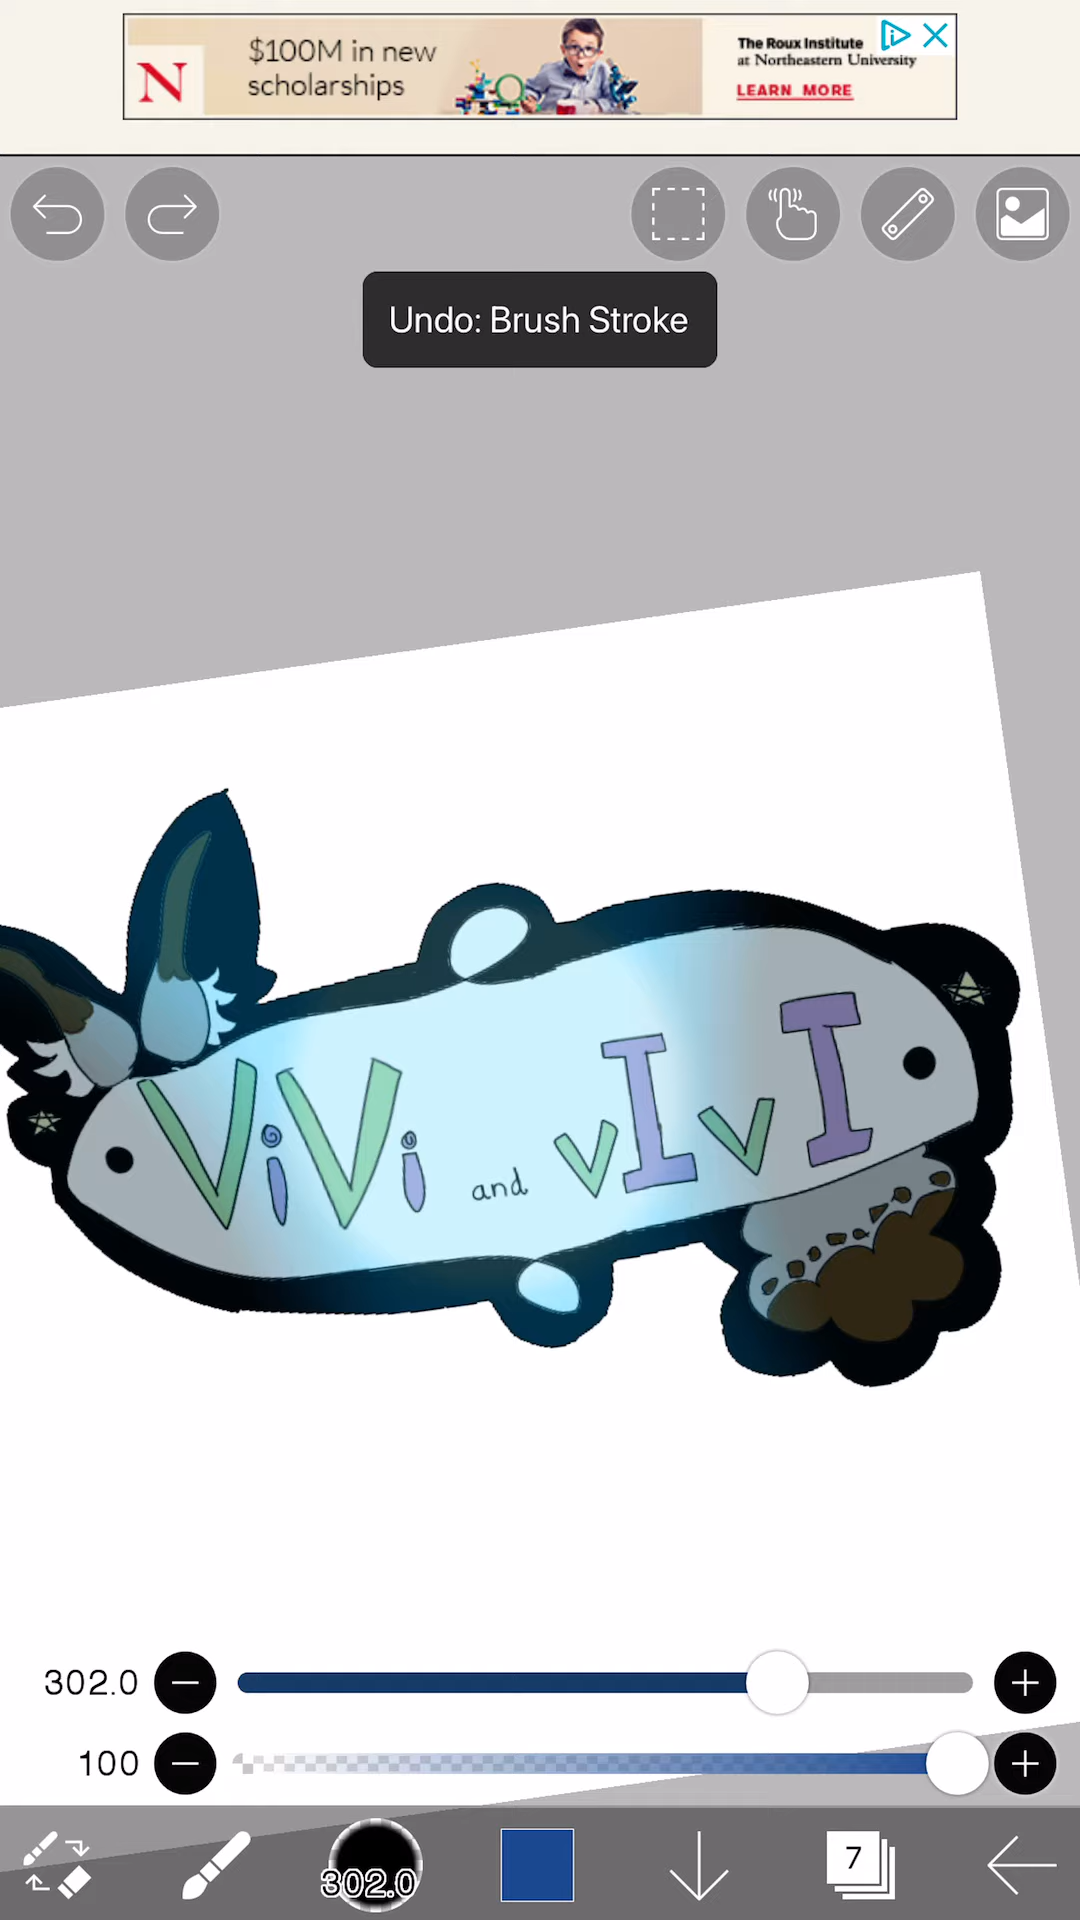 N
$100M in new
scholarships
The Roux Institute
at Northeastern University
LEARN MORE
Undo: Brush Stroke
ViVi and vIvI
302.0
100
302.0
7